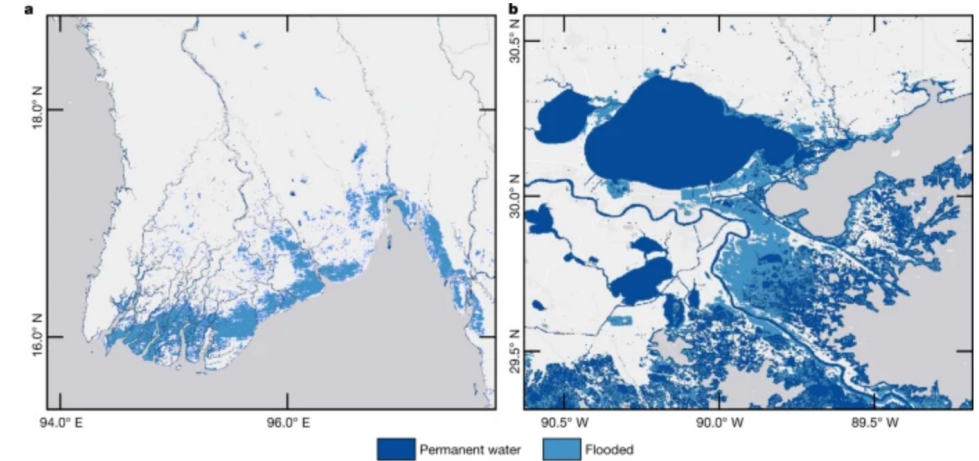 a
b
18.0° N
16.0° N
94.0° E
96.0° E
30.5° N
30.0° N
29.5° N
90.5° W
90.0° W
89.5° W
Permanent water
Flooded